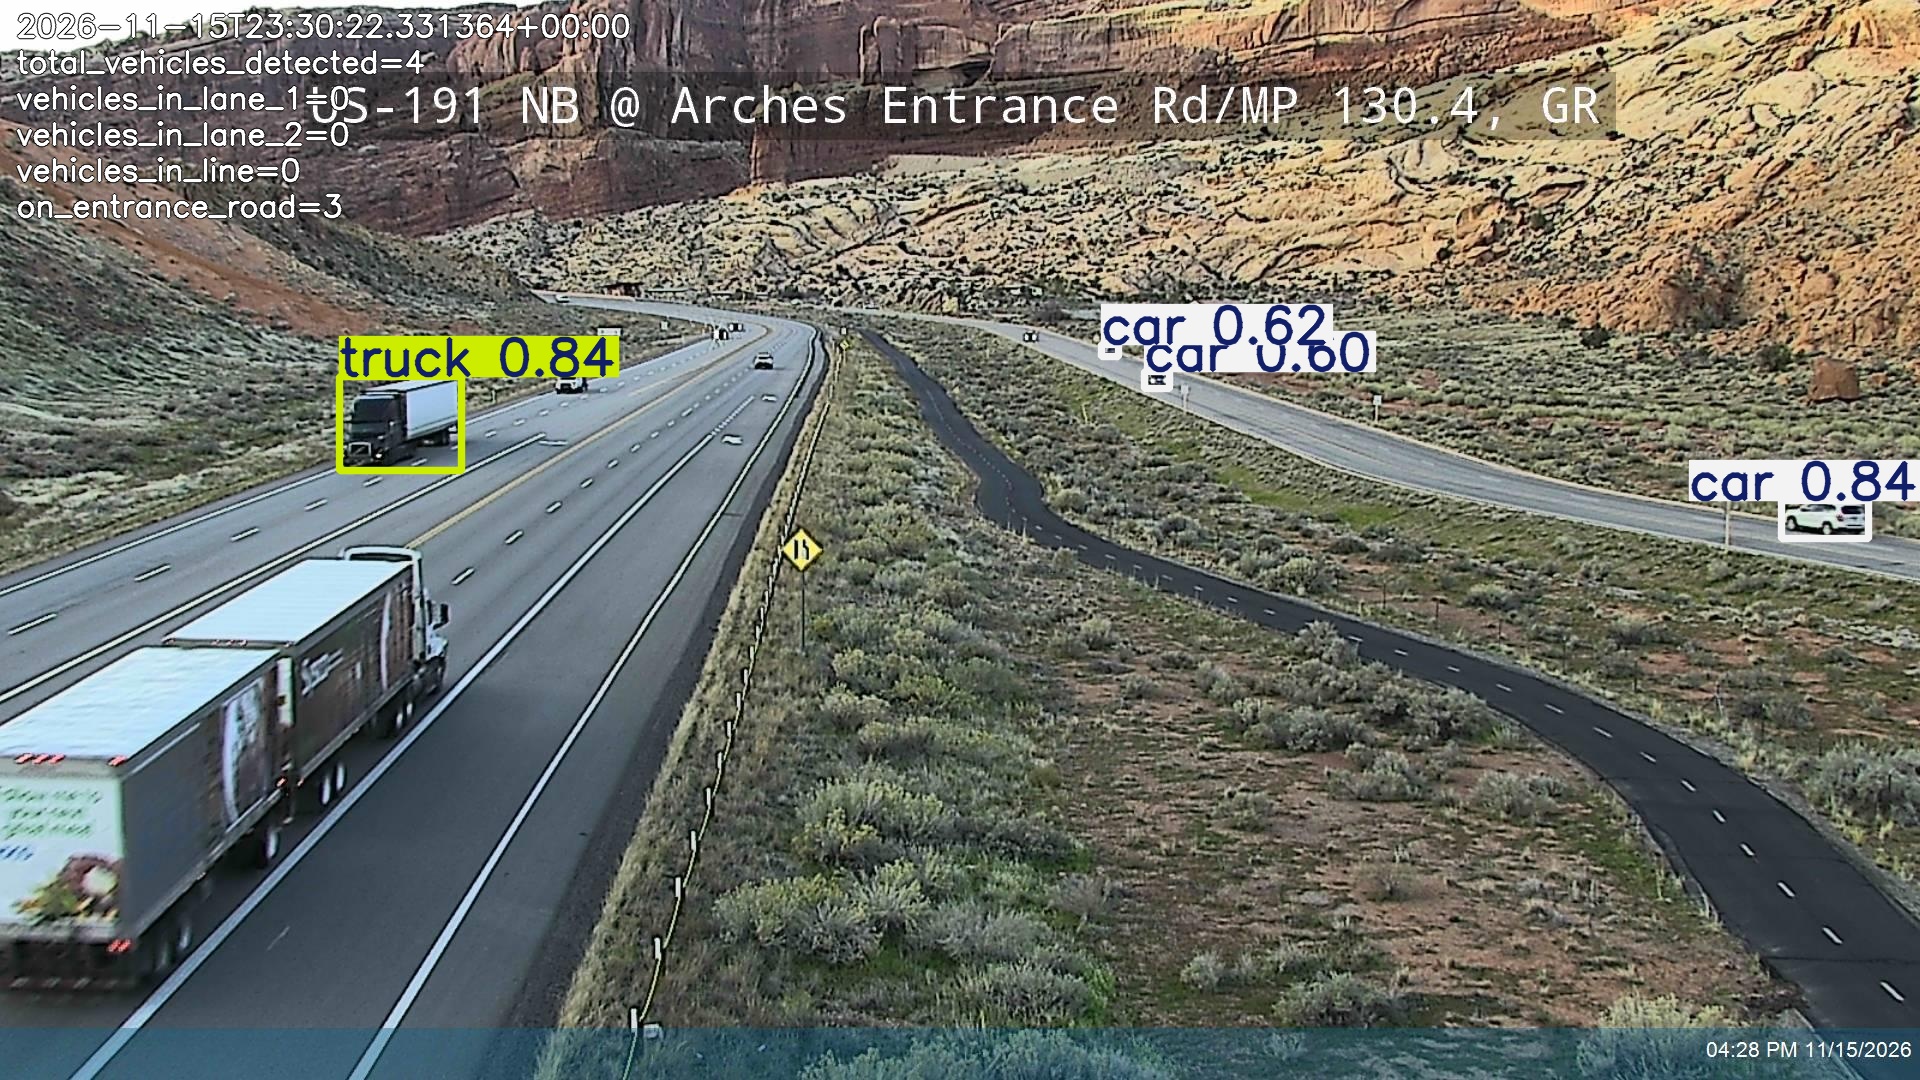 2026-11-15T23:30:22.331364+00:00
total_vehicles_detected=4
vehicles_in_lane_1=0
US-191 NB @ Arches Entrance Rd/MP 130.4, GR
vehicles_in_lane_2=0
vehicles_in_line=0
on_entrance_road=3
car 0.62
car 0.60
truck 0.84
car 0.84
15
04:28 PM 11/15/2026